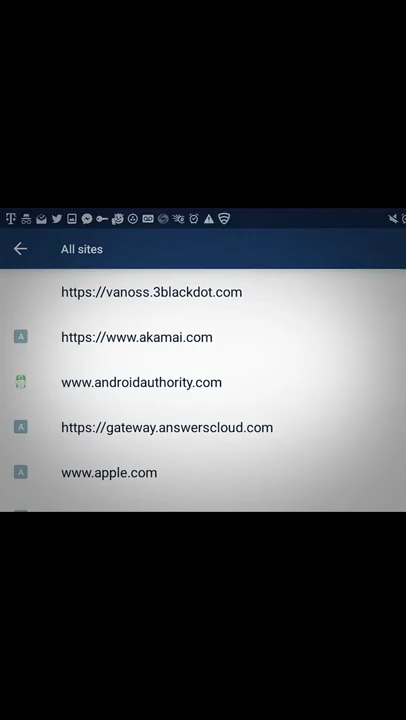 All sites
https://vanoss.3blackdot.com
A https://www.akamai.com
www.androidauthority.com
A https://gateway.answerscloud.com
A www.apple.com